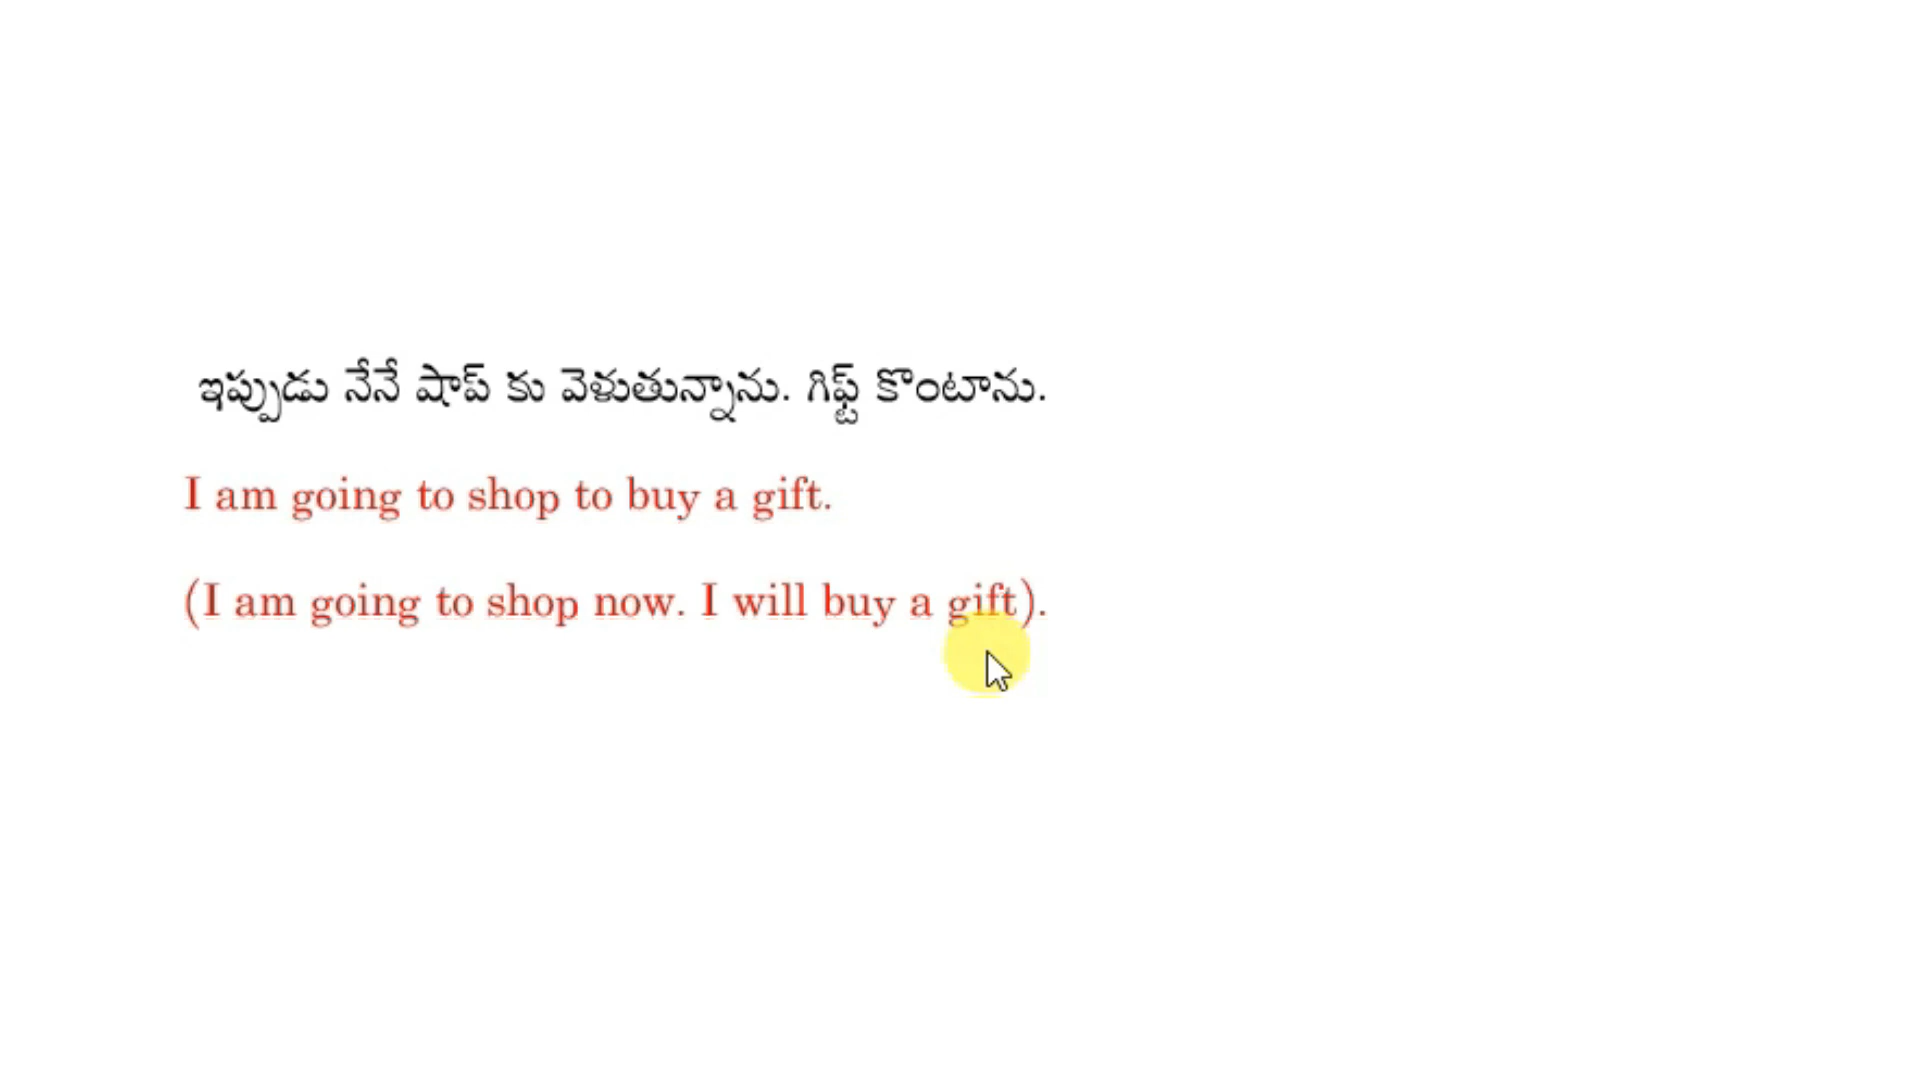 ఇప్పుడు నేనే షాప్ కు వెళుతున్నాను. గిఫ్ట్ కొంటాను.
I am going to shop to buy a gift.
(I am going to shop now. I will buy a gift).